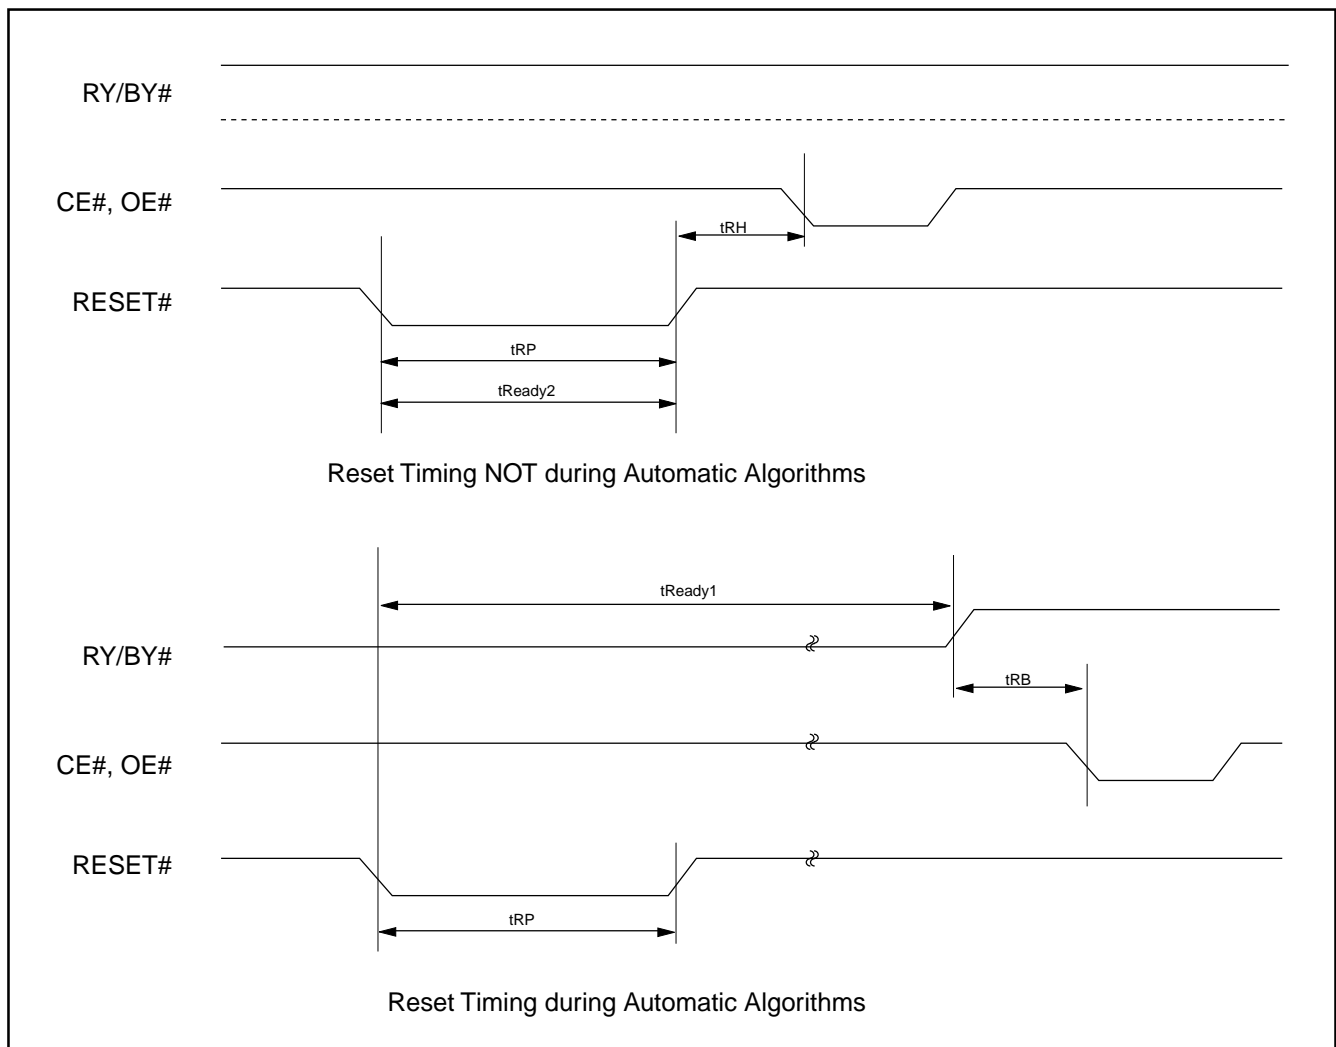 RY/BY#
CE#, OE#
tRH
RESET#
tRP
tReady2
Reset Timing NOT during Automatic Algorithms
tReady1
RY/BY#
tRB
CE#, OE#
RESET#
tRP
Reset Timing during Automatic Algorithms